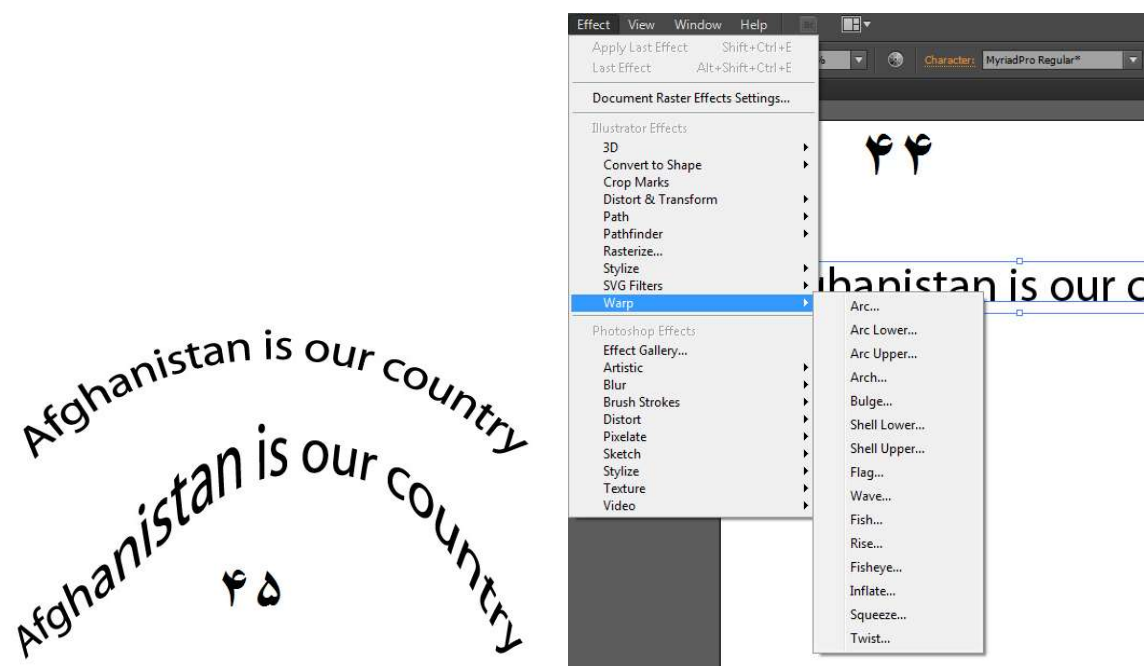 Afghanistan is our country
Afghanistan is our country
۴۵
Effect View Window Help Br
Apply Last Effect Shift+Ctrl+E
Last Effect Alt+Shift+Ctrl+E
% Character: MyriadPro Regular*
Document Raster Effects Settings...
Illustrator Effects
3D
Convert to Shape
Crop Marks
Distort & Transform
Path
Pathfinder
Rasterize...
Stylize
SVG Filters
Warp
Photoshop Effects
Effect Gallery...
Artistic
Blur
Brush Strokes
Distort
Pixelate
Sketch
Stylize
Texture
Video
۴۴
hanistan is our c
Arc...
Arc Lower...
Arc Upper...
Arch...
Bulge...
Shell Lower...
Shell Upper...
Flag...
Wave...
Fish...
Rise...
Fisheye...
Inflate...
Squeeze...
Twist...